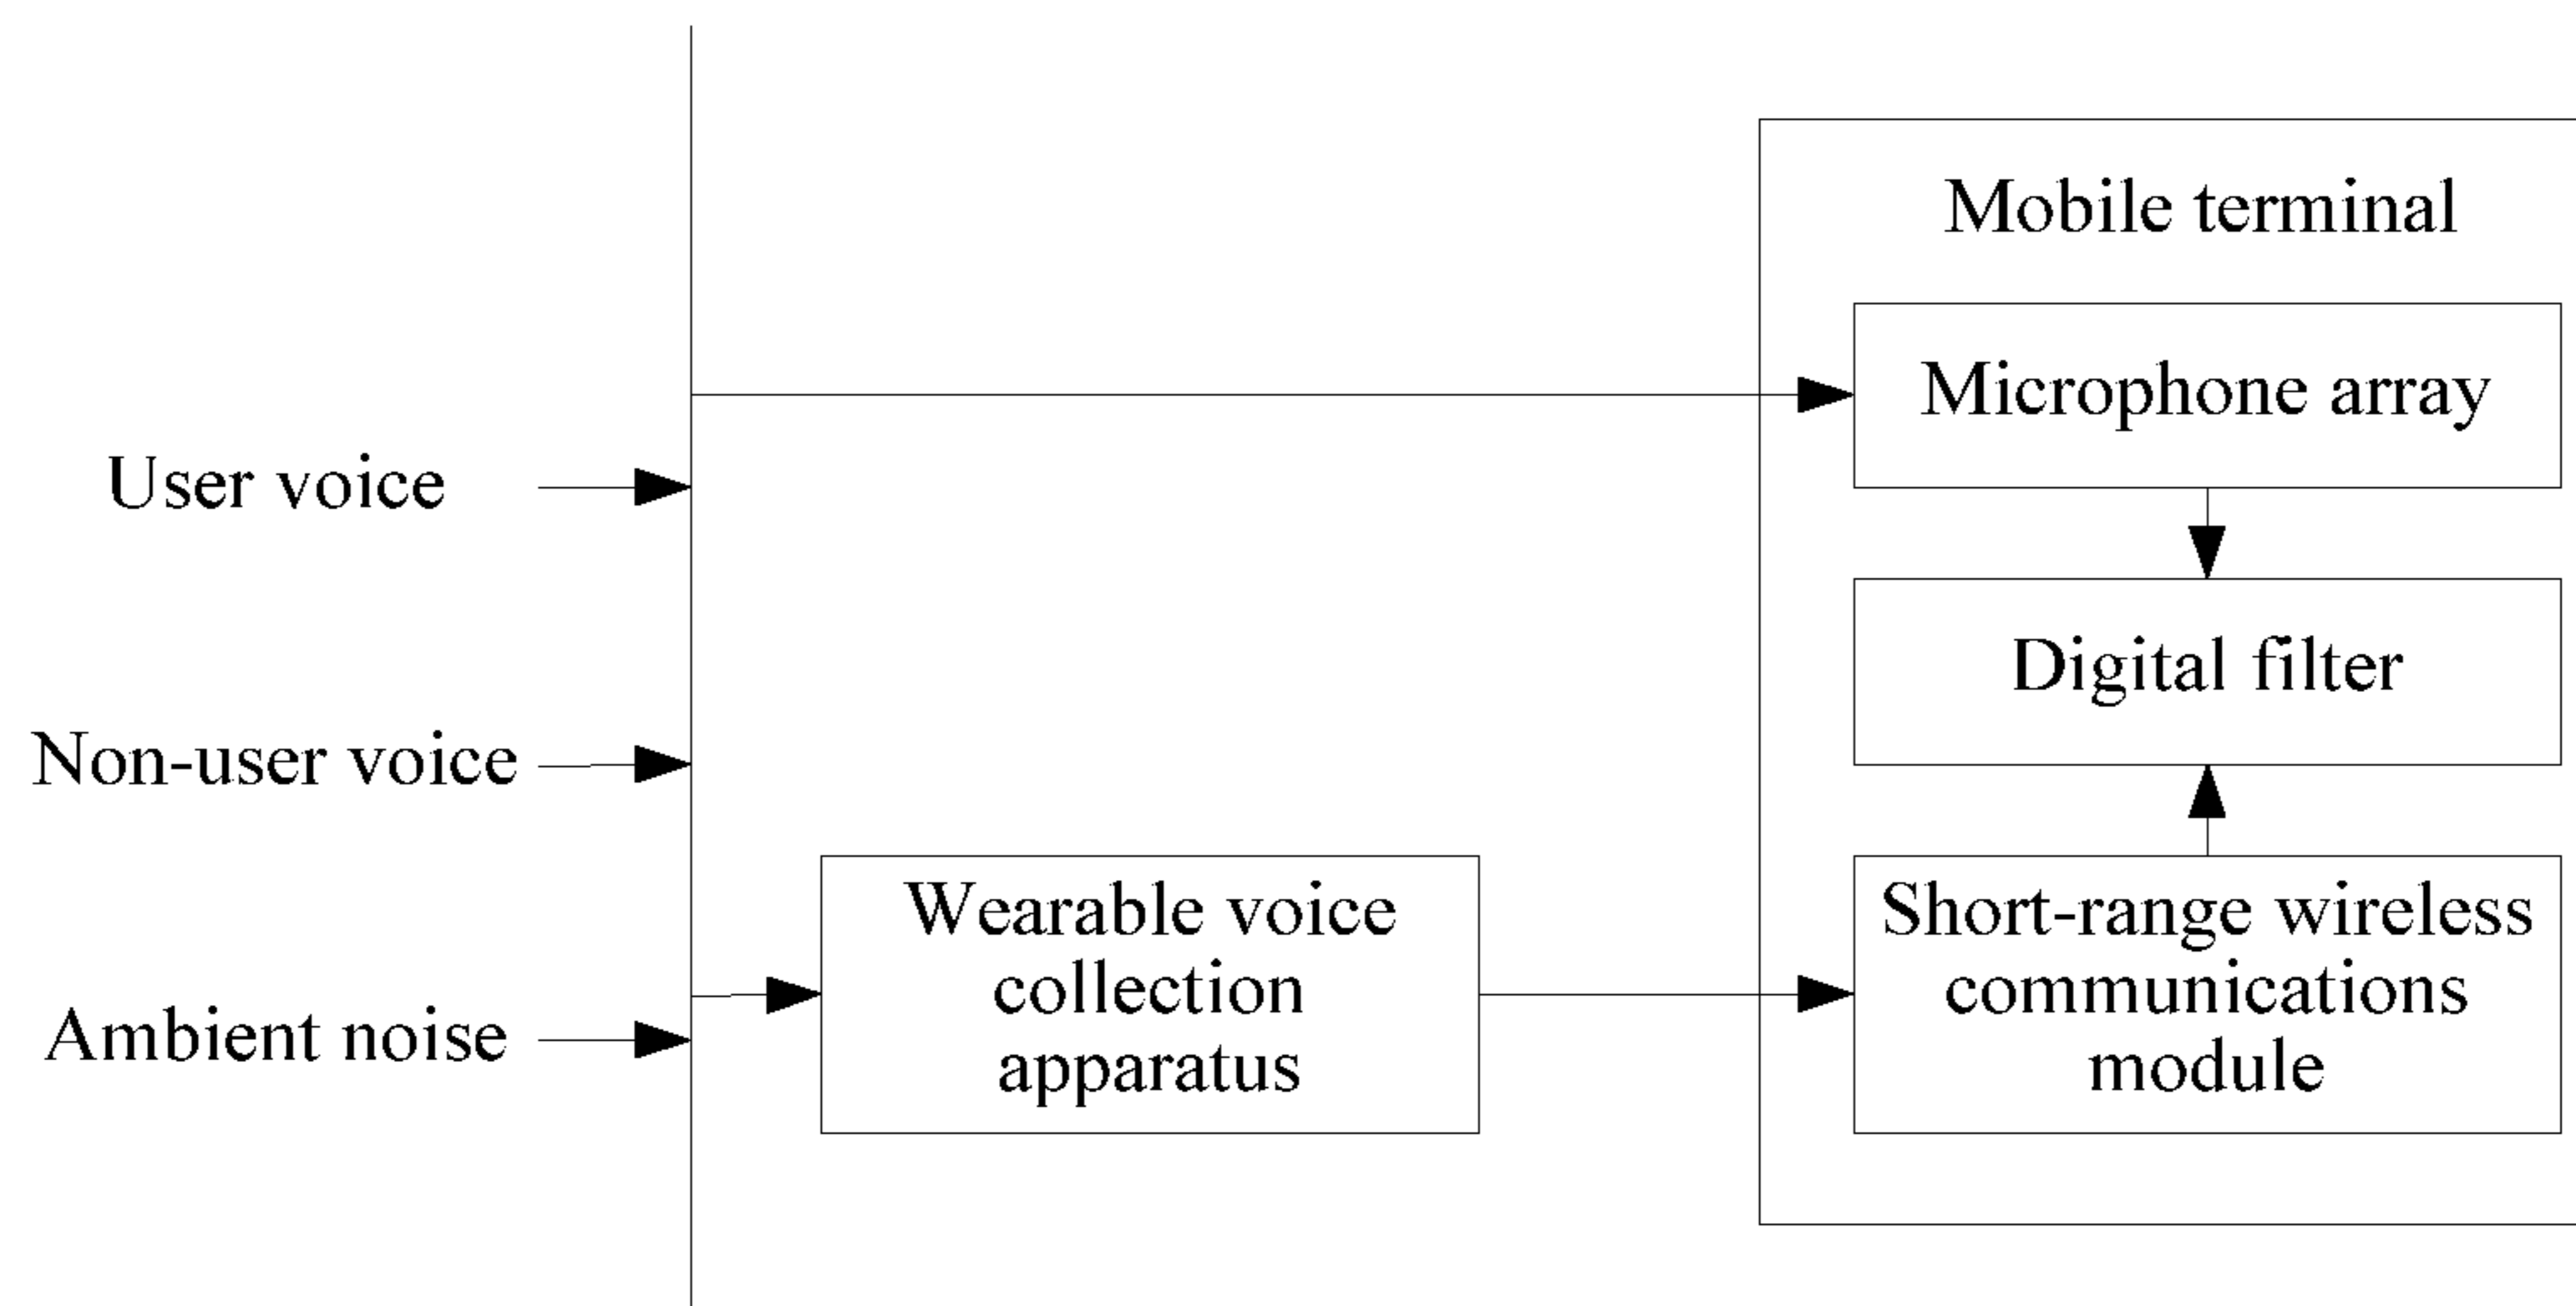 Mobile terminal
Microphone array
User voice
Digital filter
Non-user voice
Wearable voice
collection
apparatus
Short-range wireless
communications
module
Ambient noise